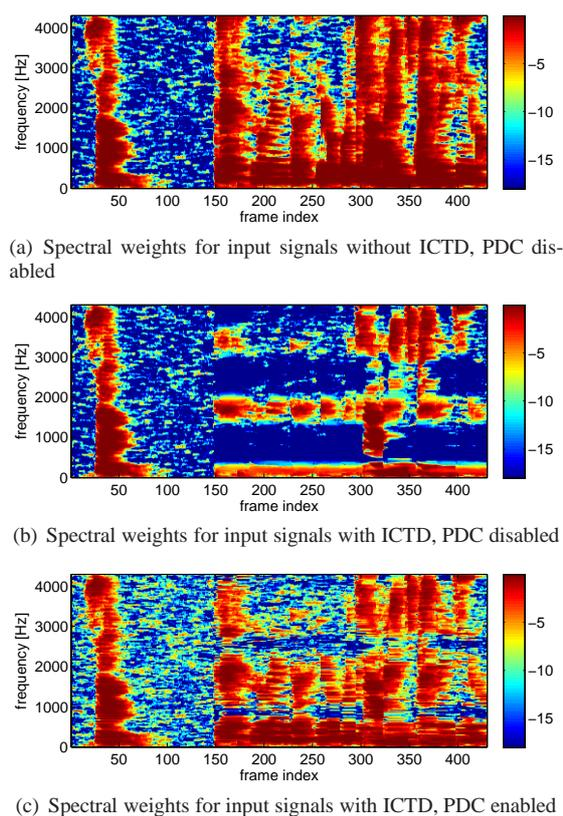 4000
3000
2000
1000
0
frequency [Hz]
50 100 150 200 250 300 350 400
frame index
−5
−10
−15
(a) Spectral weights for input signals without ICTD, PDC dis-
abled
4000
3000
2000
1000
0
frequency [Hz]
50 100 150 200 250 300 350 400
frame index
−5
−10
−15
(b) Spectral weights for input signals with ICTD, PDC disabled
4000
3000
2000
1000
0
frequency [Hz]
50 100 150 200 250 300 350 400
frame index
−5
−10
−15
(c) Spectral weights for input signals with ICTD, PDC enabled